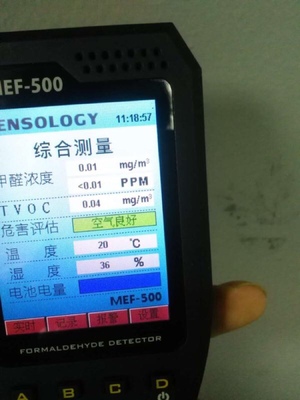 MEF-500
ENSOLOGY 11:18:57
综合测量
甲醛浓度 0.01 mg/m³
<0.01 PPM
TVOC 0.04 mg/m³
危害评估 空气良好
温 度 20 ℃
湿 度 36 %
电池电量
MEF-500
实时 记录 报警 设置
FORMALDEHYDE DETECTOR
A B C D